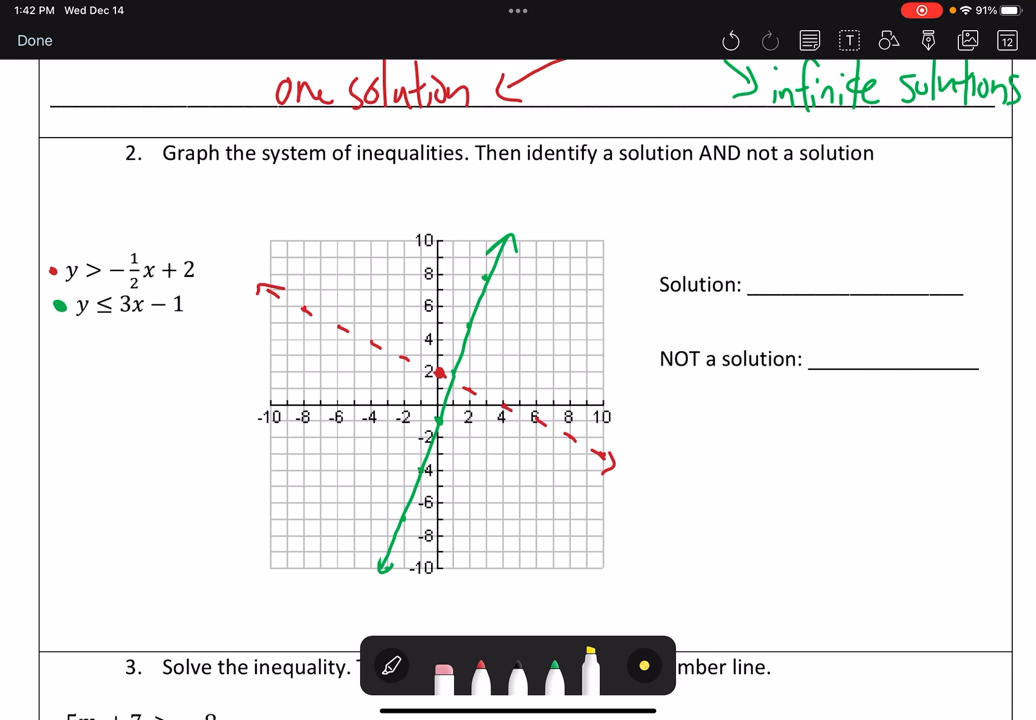 1:42 PM Wed Dec 14
91%
Done
T
12
one solution
infinite solutions
2. Graph the system of inequalities. Then identify a solution AND not a solution
y > -1/2x + 2
y ≤ 3x − 1
10
8
6
4
2
-10 -8 -6 -4 -2 2 4 6 8 10
-2
-4
-6
-8
-10
Solution: ____________________
NOT a solution: ________________
3. Solve the inequality.
mber line.